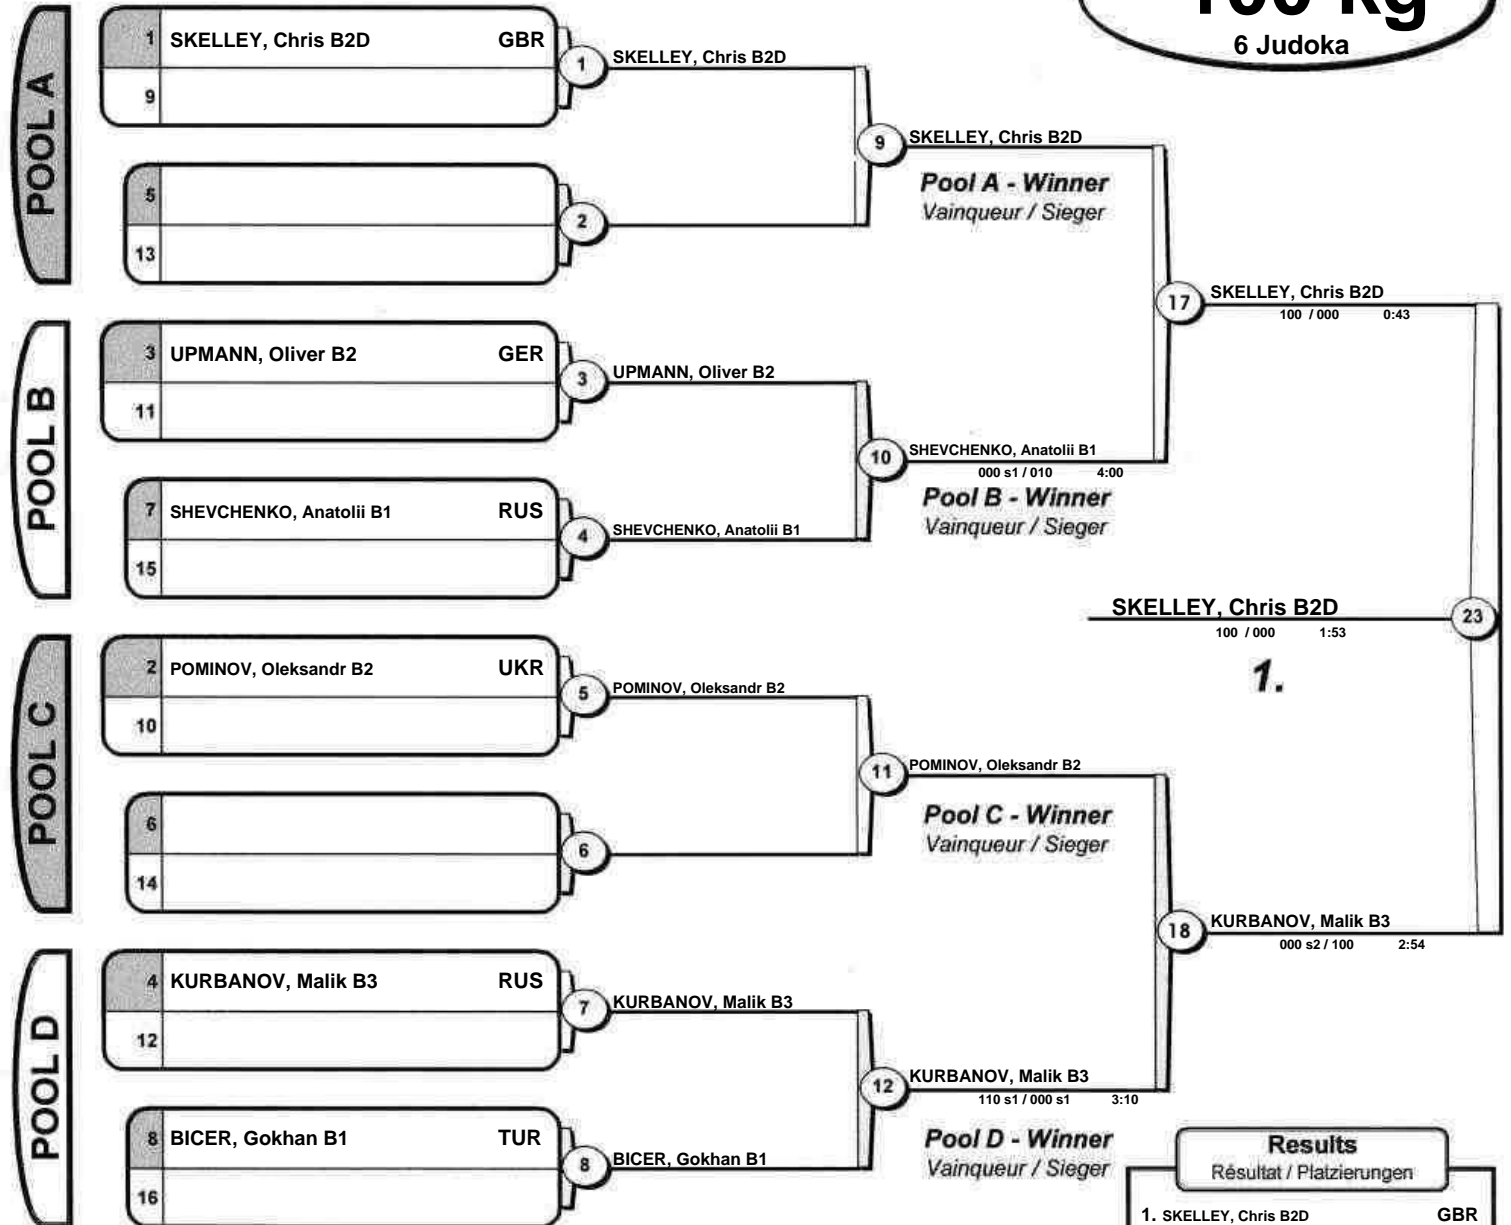 100 kg
6 Judoka
POOL A
1 SKELLEY, Chris B2D GBR
9
1
SKELLEY, Chris B2D
5
13
2
9
SKELLEY, Chris B2D
Pool A - Winner
Vainqueur / Sieger
POOL B
3 UPMANN, Oliver B2 GER
11
3
UPMANN, Oliver B2
7 SHEVCHENKO, Anatolii B1 RUS
15
4
SHEVCHENKO, Anatolii B1
10
SHEVCHENKO, Anatolii B1
000 s1 / 010 4:00
Pool B - Winner
Vainqueur / Sieger
17
SKELLEY, Chris B2D
100 / 000 0:43
SKELLEY, Chris B2D
100 / 000 1:53
23
1.
POOL C
2 POMINOV, Oleksandr B2 UKR
10
5
POMINOV, Oleksandr B2
6
14
6
11
POMINOV, Oleksandr B2
Pool C - Winner
Vainqueur / Sieger
18
KURBANOV, Malik B3
000 s2 / 100 2:54
POOL D
4 KURBANOV, Malik B3 RUS
12
7
KURBANOV, Malik B3
8 BICER, Gokhan B1 TUR
16
8
BICER, Gokhan B1
12
KURBANOV, Malik B3
110 s1 / 000 s1 3:10
Pool D - Winner
Vainqueur / Sieger
Results
Résultat / Platzierungen
1. SKELLEY, Chris B2D GBR